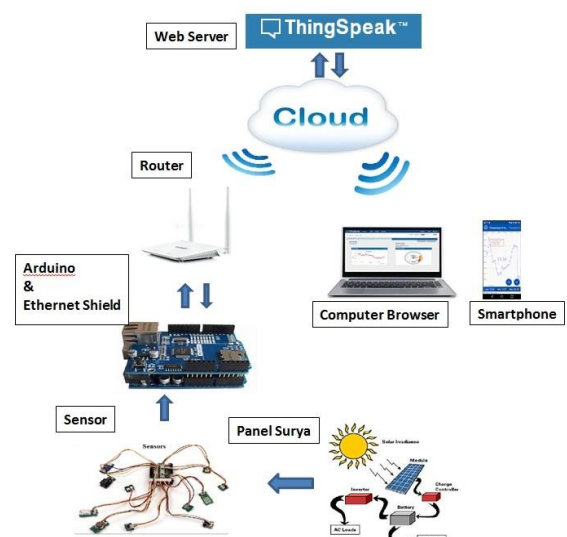 Web Server
ThingSpeak™
Cloud
Router
Arduino
&
Ethernet Shield
Computer Browser
Smartphone
Sensor
Panel Surya
Sensors
Solar Irradiance
Module
Charge
Controller
Inverter
Battery
AC Loads